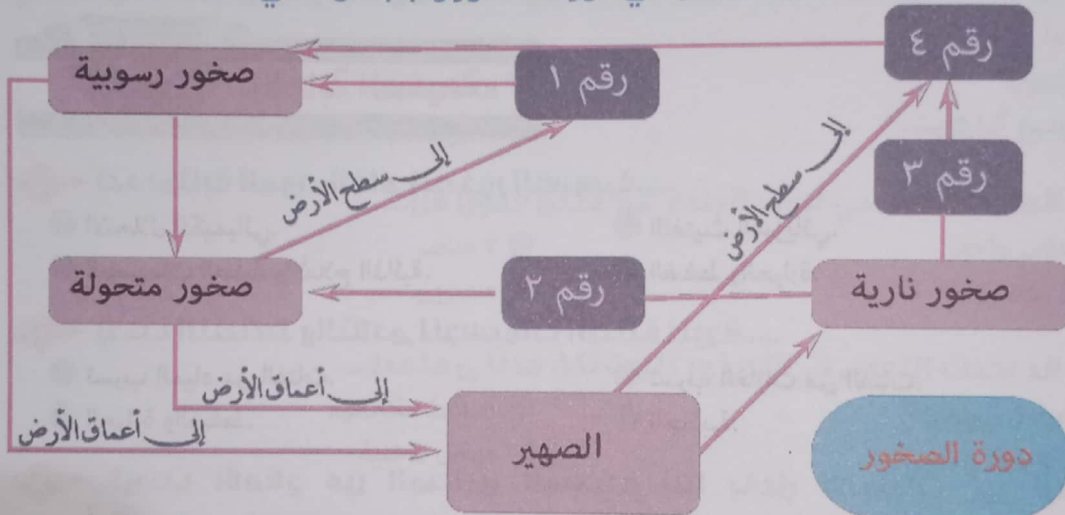 رقم ٤
رقم ١
صخور رسوبية
إلى سطح الأرض
إلى سطح الأرض
رقم ٣
صخور نارية
رقم ٢
صخور متحولة
إلى أعماق الأرض
إلى أعماق الأرض
الصهير
دورة الصخور